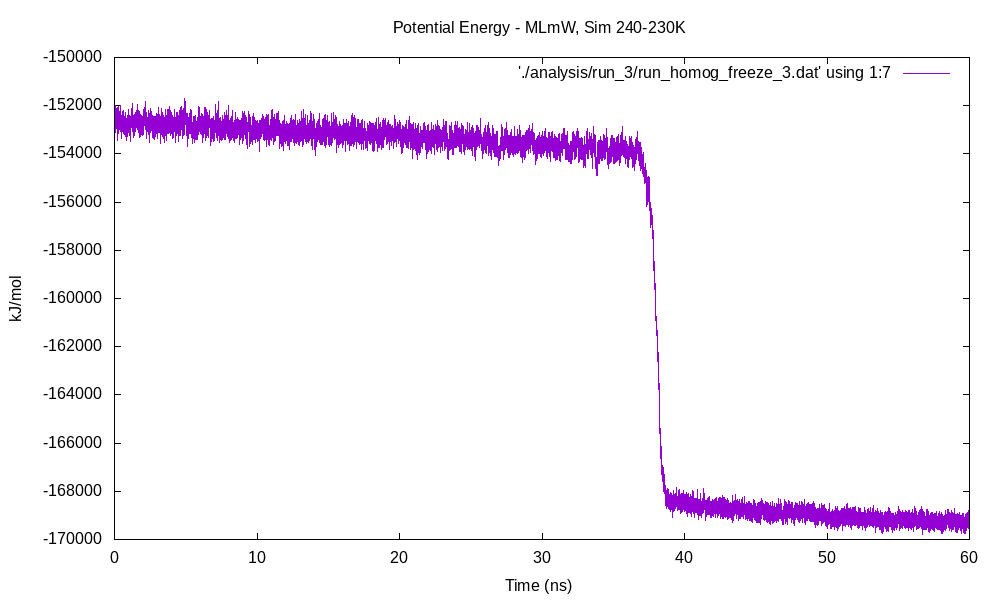 Potential Energy - MLmW, Sim 240-230K
'./analysis/run_3/run_homog_freeze_3.dat' using 1:7
-150000
-152000
-154000
-156000
-158000
-160000
-162000
-164000
-166000
-168000
-170000
kJ/mol
0 10 20 30 40 50 60
Time (ns)